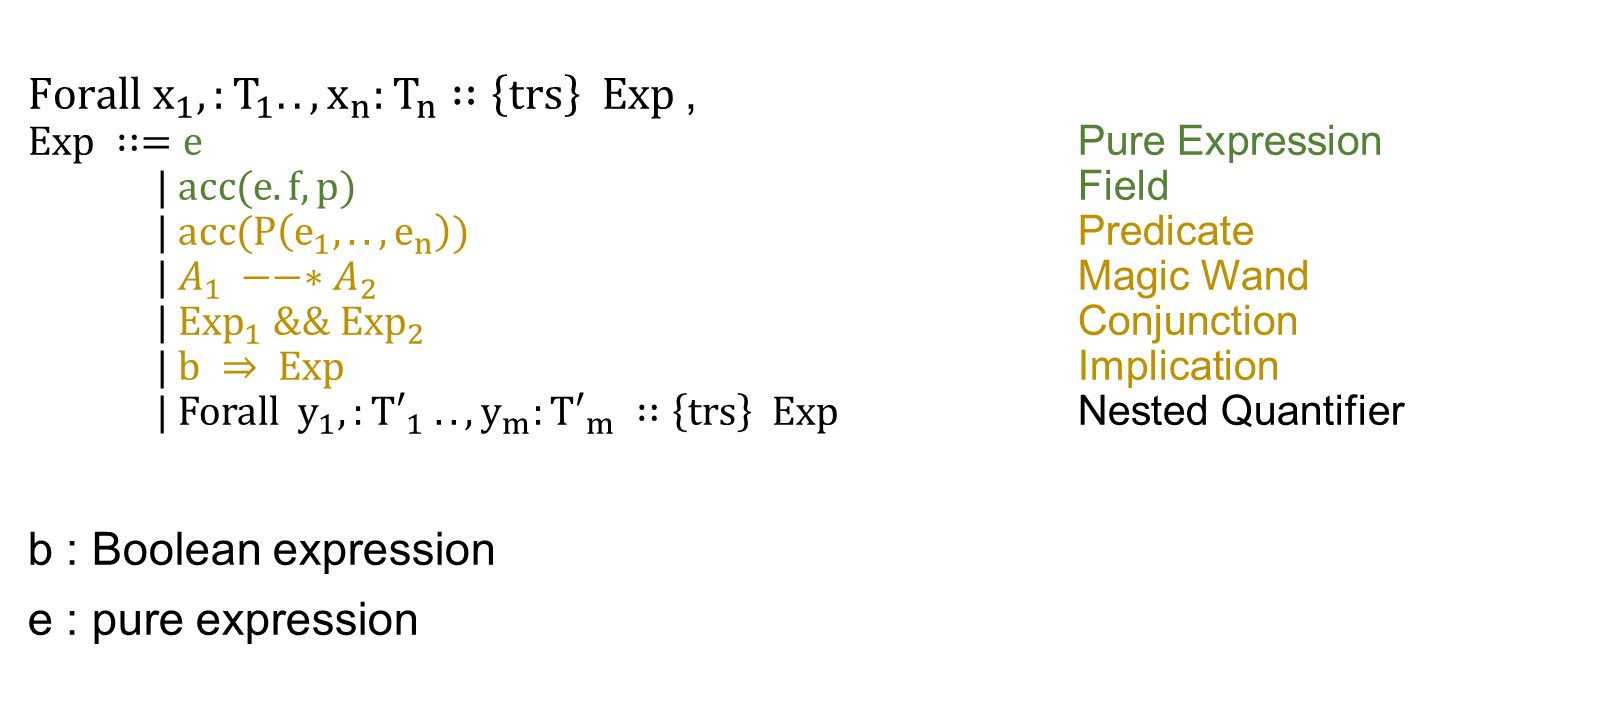 Forall x₁,: T₁..,xₙ: Tₙ ∷ {trs} Exp ,
Exp ∷= e Pure Expression
| acc(e. f, p) Field
| acc(P(e₁,..,eₙ)) Predicate
| A₁ −−∗ A₂ Magic Wand
| Exp₁ && Exp₂ Conjunction
| b ⇒ Exp Implication
| Forall y₁,: T′₁ ..,yₘ: T′ₘ ∷ {trs} Exp Nested Quantifier
b : Boolean expression
e : pure expression